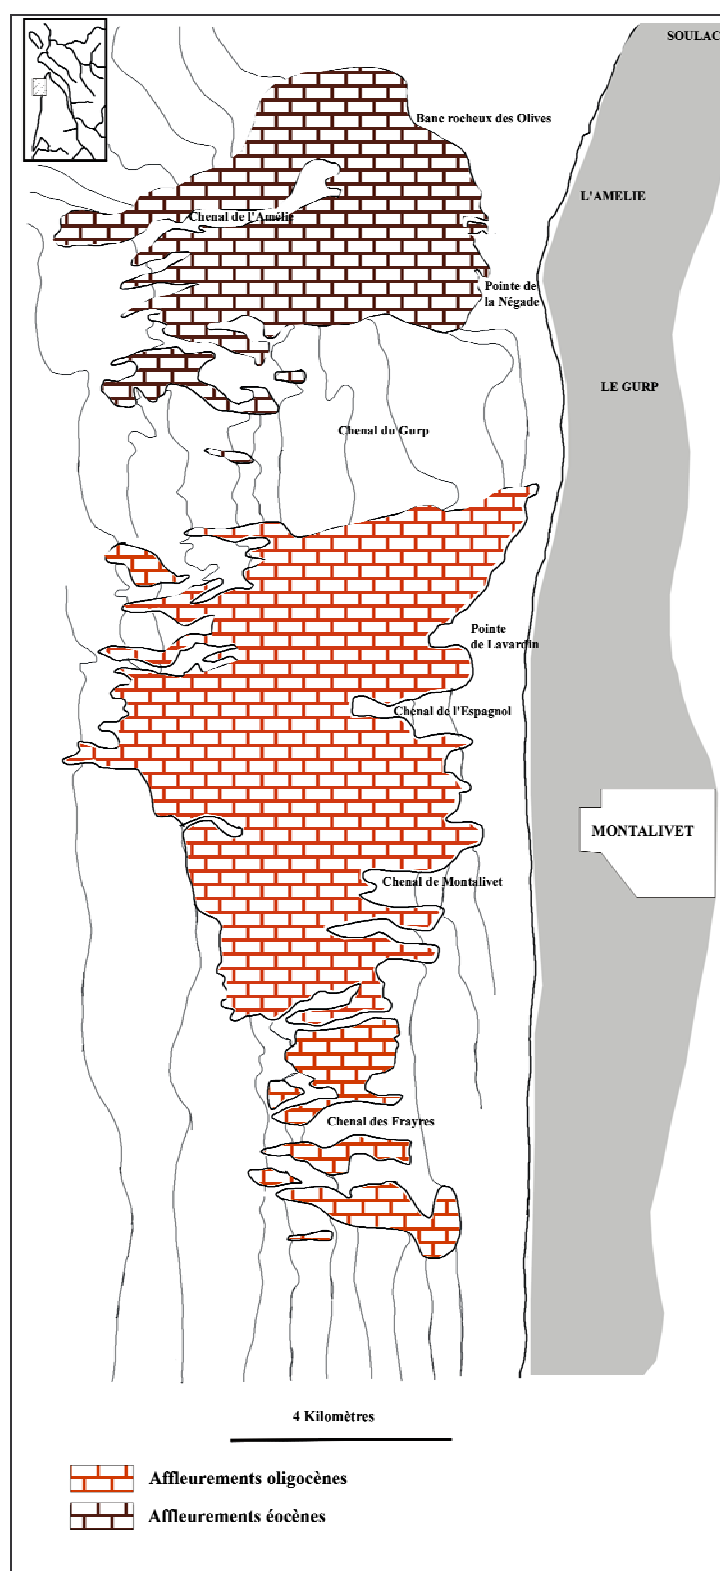 SOULAC
Banc rocheux des Olives
L'AMELIE
Chenal de l'Amélie
Pointe de
la Négade
LE GURP
Chenal du Gurp
Pointe
de Lavardin
Chenal de l'Espagnol
MONTALIVET
Chenal de Montalivet
Chenal des Frayres
4 Kilomètres
Affleurements oligocènes
Affleurements éocènes